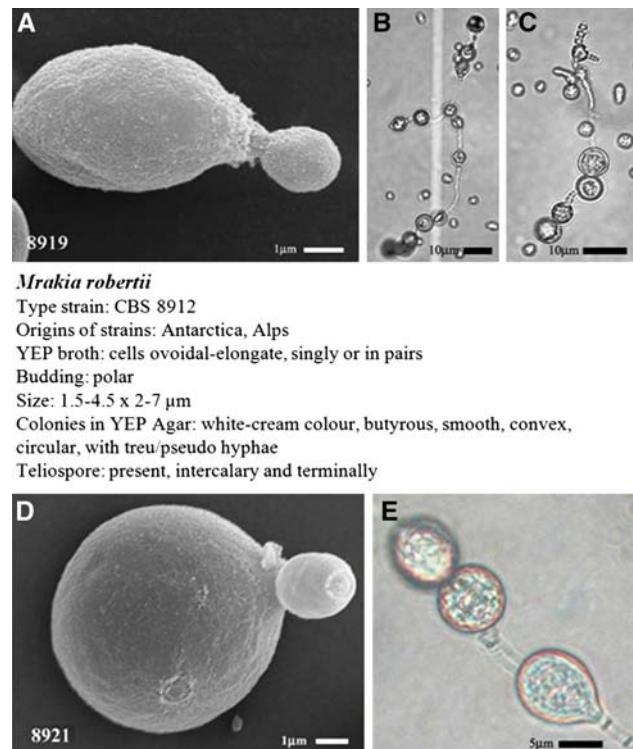 A
B
C
8919
1µm
10µm
10µm
Mrakia robertii
Type strain: CBS 8912
Origins of strains: Antarctica, Alps
YEP broth: cells ovoidal-elongate, singly or in pairs
Budding: polar
Size: 1.5-4.5 x 2-7 µm
Colonies in YEP Agar: white-cream colour, butyrous, smooth, convex,
circular, with treu/pseudo hyphae
Teliospore: present, intercalary and terminally
D
E
8921
1µm
5µm